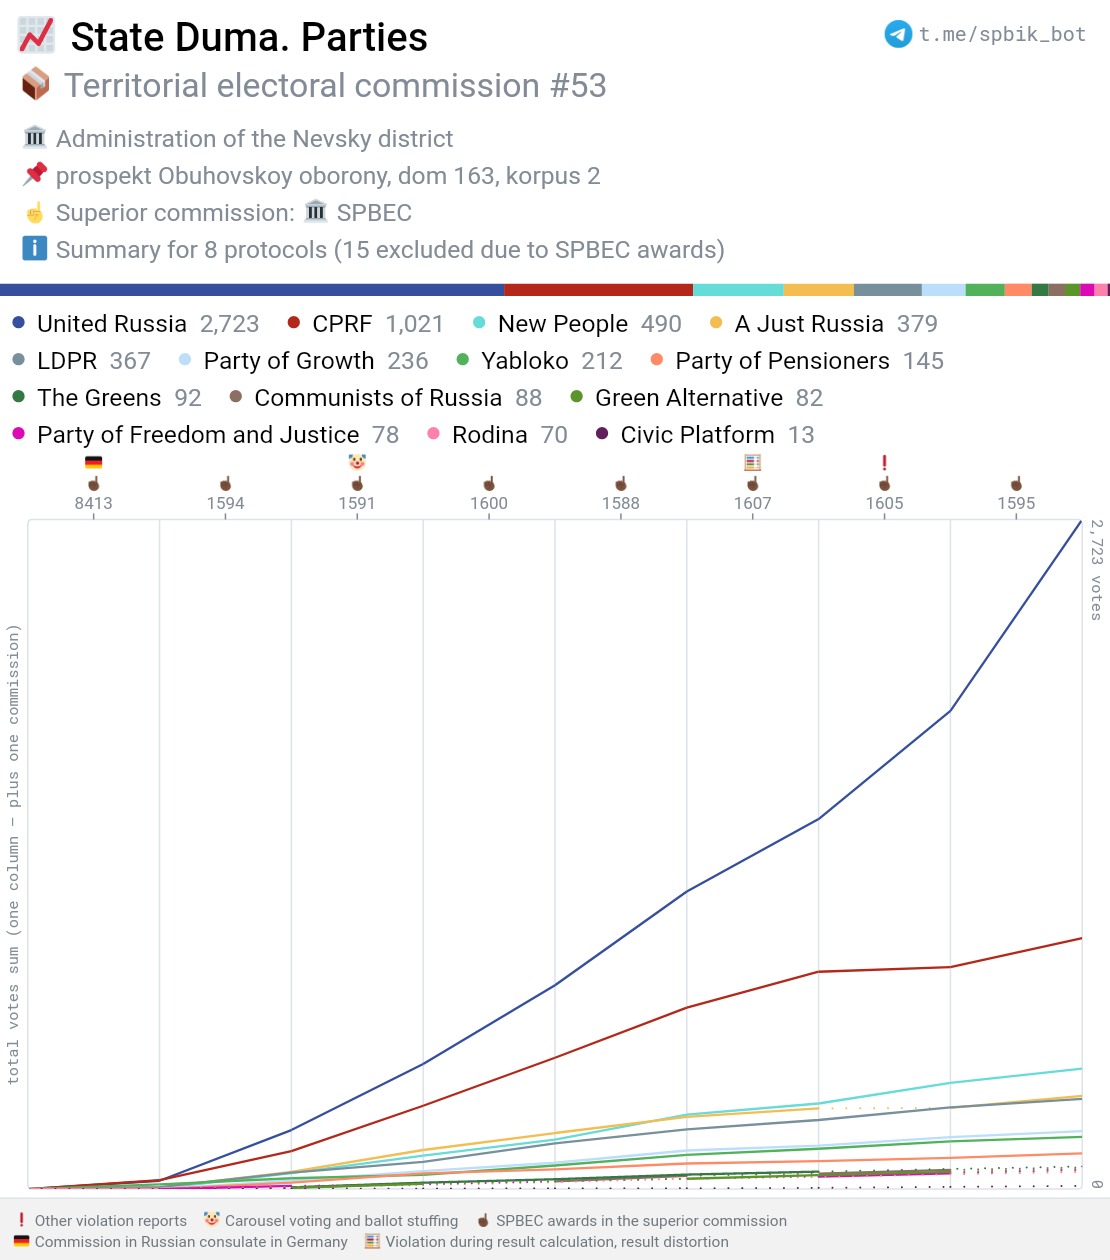 State Duma. Parties
t.me/spbik_bot
Territorial electoral commission #53
Administration of the Nevsky district
prospekt Obuhovskoy oborony, dom 163, korpus 2
Superior commission: SPBEC
Summary for 8 protocols (15 excluded due to SPBEC awards)
United Russia 2,723 CPRF 1,021 New People 490 A Just Russia 379
LDPR 367 Party of Growth 236 Yabloko 212 Party of Pensioners 145
The Greens 92 Communists of Russia 88 Green Alternative 82
Party of Freedom and Justice 78 Rodina 70 Civic Platform 13
8413 1594 1591 1600 1588 1607 1605 1595
total votes sum (one column – plus one commission)
2,723 votes
0
Other violation reports Carousel voting and ballot stuffing SPBEC awards in the superior commission
Commission in Russian consulate in Germany Violation during result calculation, result distortion